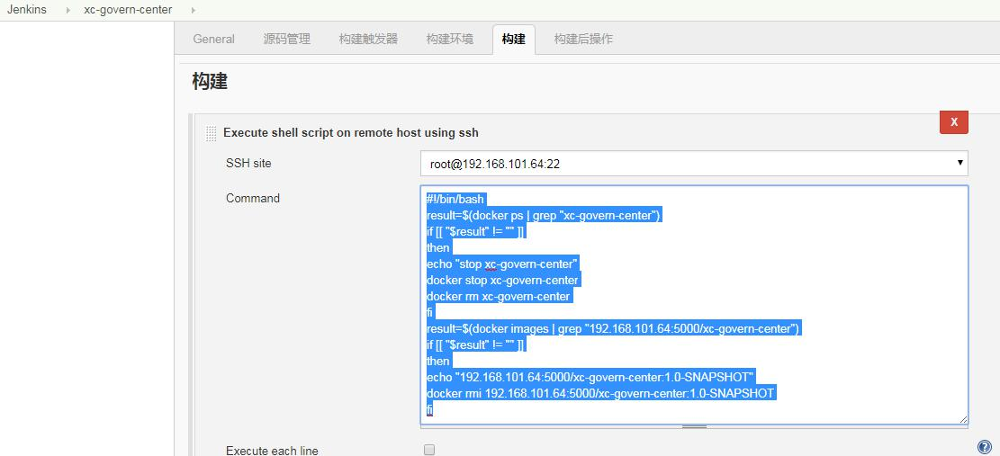 Jenkins xc-govern-center
General 源码管理 构建触发器 构建环境 构建 构建后操作
构建
X
Execute shell script on remote host using ssh
SSH site root@192.168.101.64:22
Command
#!/bin/bash
result=$(docker ps | grep "xc-govern-center")
if [[ "$result" != "" ]]
then
echo "stop xc-govern-center"
docker stop xc-govern-center
docker rm xc-govern-center
fi
result=$(docker images | grep "192.168.101.64:5000/xc-govern-center")
if [[ "$result" != "" ]]
then
echo "192.168.101.64:5000/xc-govern-center:1.0-SNAPSHOT"
docker rmi 192.168.101.64:5000/xc-govern-center:1.0-SNAPSHOT
fi
Execute each line
?